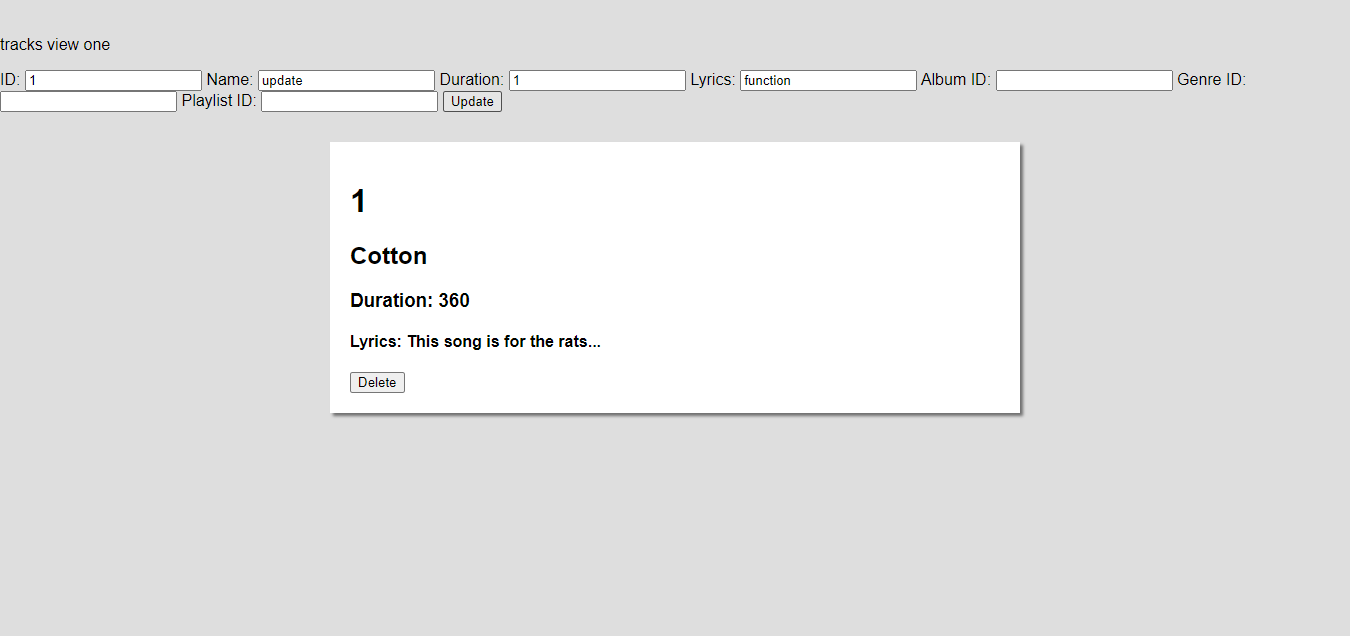 tracks view one
ID: 1 Name: update Duration: 1 Lyrics: function Album ID: Genre ID:
Playlist ID: Update
1
Cotton
Duration: 360
Lyrics: This song is for the rats...
Delete